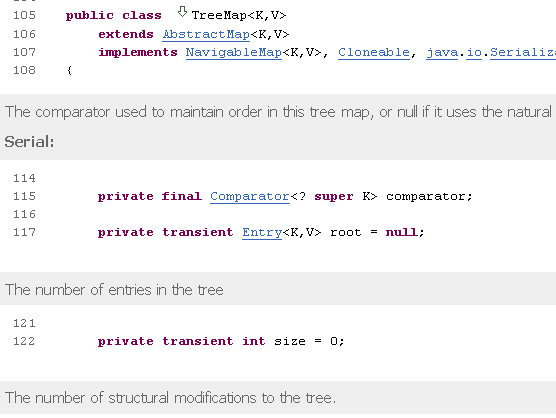 105 public class TreeMap<K,V>
106 extends AbstractMap<K,V>
107 implements NavigableMap<K,V>, Cloneable, java.io.Serializa
108 {
The comparator used to maintain order in this tree map, or null if it uses the natural
Serial:
114
115 private final Comparator<? super K> comparator;
116
117 private transient Entry<K,V> root = null;
The number of entries in the tree
121
122 private transient int size = 0;
The number of structural modifications to the tree.